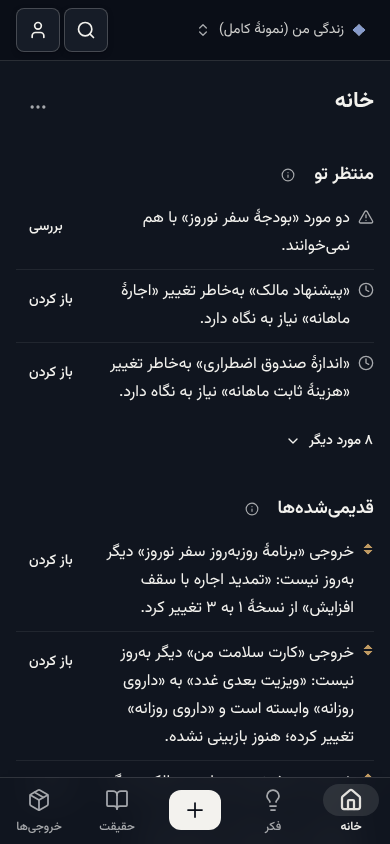 زندگی من (نمونهٔ کامل)
خانه
منتظر تو
دو مورد «بودجهٔ سفر نوروز» با هم
نمی‌خوانند.
بررسی
«پیشنهاد مالک» به‌خاطر تغییر «اجارهٔ
ماهانه» نیاز به نگاه دارد.
باز کردن
«اندازهٔ صندوق اضطراری» به‌خاطر تغییر
«هزینهٔ ثابت ماهانه» نیاز به نگاه دارد.
باز کردن
۸ مورد دیگر
قدیمی‌شده‌ها
خروجی «برنامهٔ روزبه‌روز سفر نوروز» دیگر
به‌روز نیست: «تمدید اجاره با سقف
افزایش» از نسخهٔ ۱ به ۳ تغییر کرد.
باز کردن
خروجی «کارت سلامت من» دیگر به‌روز
نیست: «ویزیت بعدی غدد» به «داروی
روزانه» وابسته است و «داروی روزانه»
تغییر کرده؛ هنوز بازبینی نشده.
باز کردن
خانه
فکر
حقیقت
خروجی‌ها